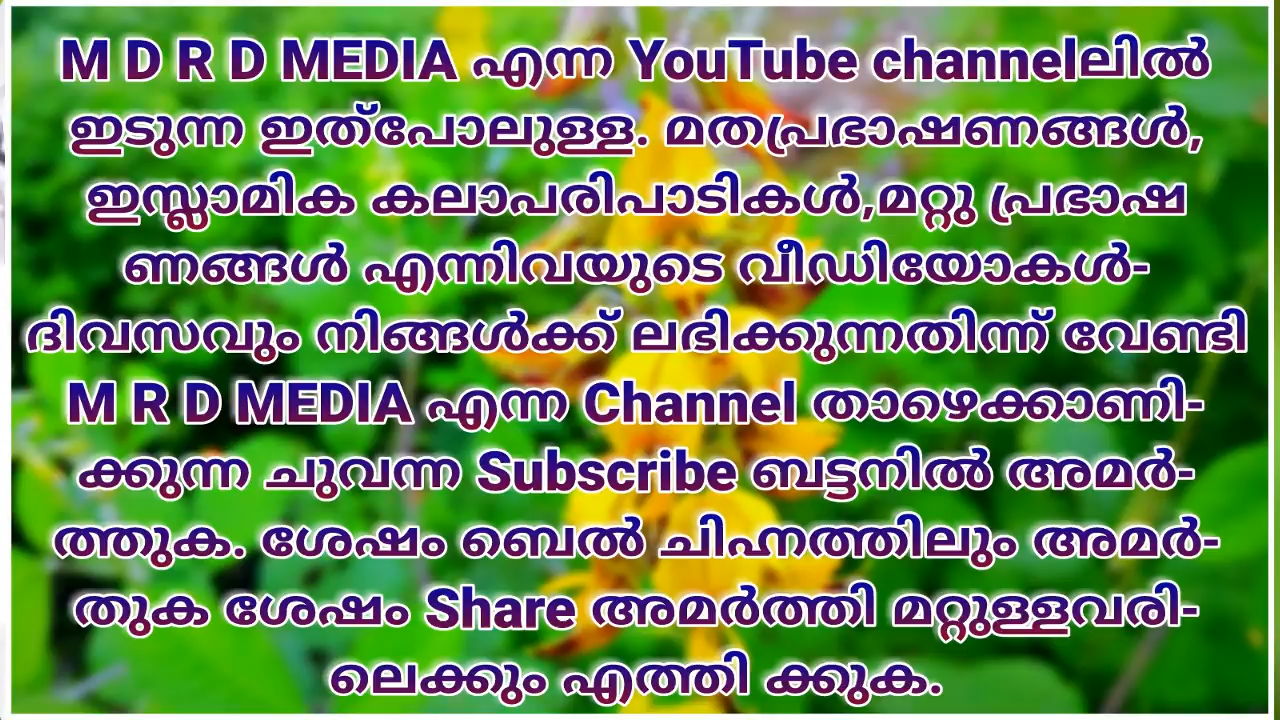 M D R D MEDIA എന്ന YouTube channelലിൽ
ഇടുന്ന ഇത്പോലുള്ള. മതപ്രഭാഷണങ്ങൾ,
ഇസ്ലാമിക കലാപരിപാടികൾ,മറ്റു പ്രഭാഷ
ണങ്ങൾ എന്നിവയുടെ വീഡിയോകൾ-
ദിവസവും നിങ്ങൾക്ക് ലഭിക്കുന്നതിന്ന് വേണ്ടി
M R D MEDIA എന്ന Channel താഴെക്കാണി-
ക്കുന്ന ചുവന്ന Subscribe ബട്ടനിൽ അമർ-
ത്തുക. ശേഷം ബെൽ ചിഹ്നത്തിലും അമർ-
തുക ശേഷം Share അമർത്തി മറ്റുള്ളവരി-
ലെക്കും എത്തി ക്കുക.